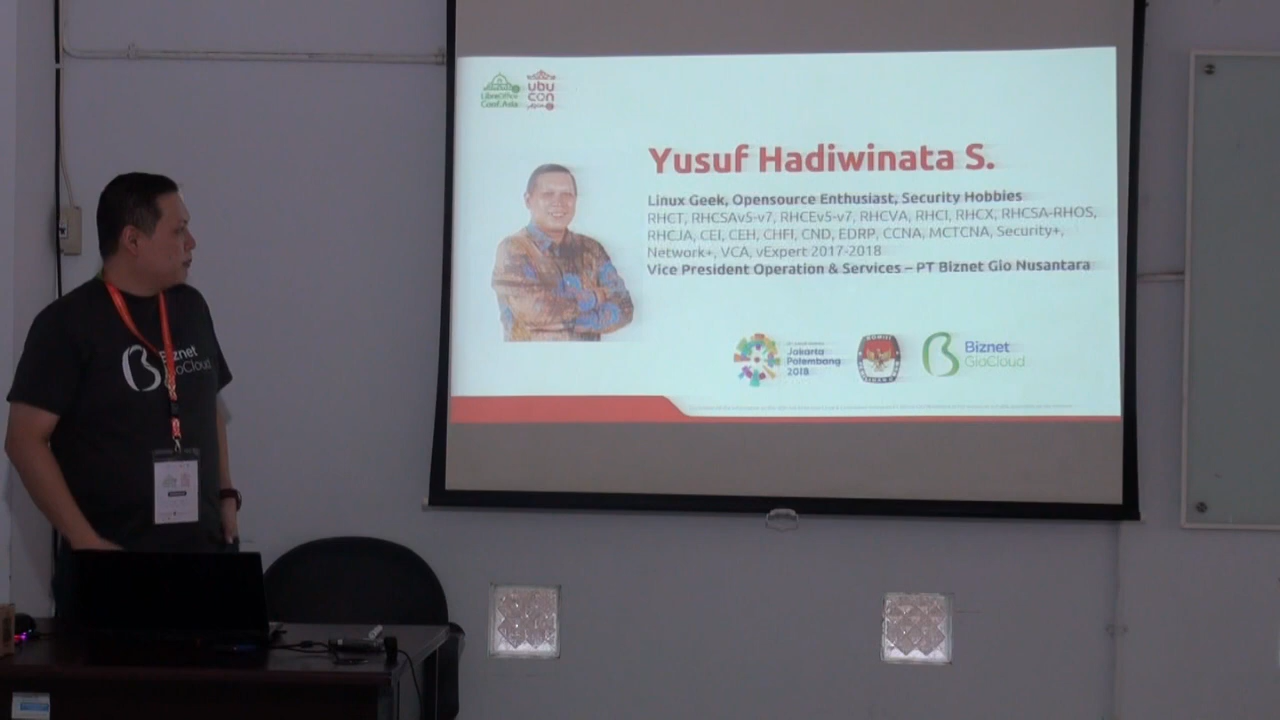 LibreOffice
Conf.Asia
ubu
con
Yusuf Hadiwinata S.
Linux Geek, Opensource Enthusiast, Security Hobbies
RHCT, RHCSAv5-v7, RHCEv5-v7, RHCVA, RHCI, RHCX, RHCSA-RHOS,
RHCJA, CEI, CEH, CHFI, CND, EDRP, CCNA, MCTCNA, Security+,
Network+, VCA, vExpert 2017-2018
Vice President Operation & Services – PT Biznet Gio Nusantara
Jakarta
Palembang
2018
Biznet
GioCloud
Biznet
GioCloud